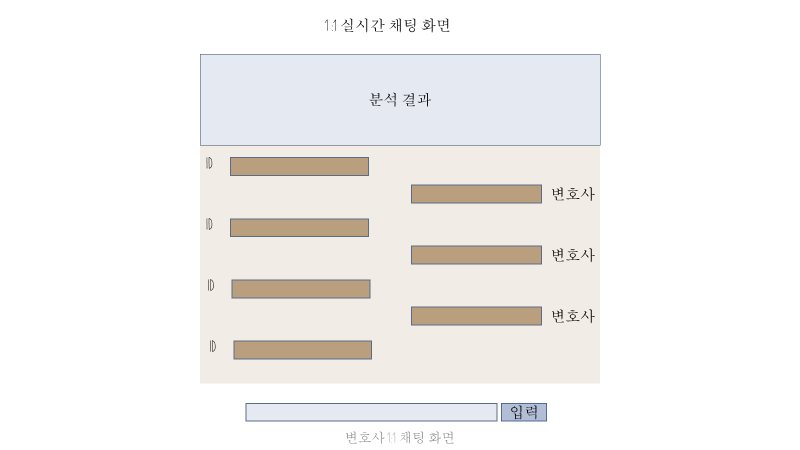 1:1 실시간 채팅 화면
분석 결과
ID
변호사
ID
변호사
ID
변호사
ID
입력
변호사 1:1 채팅 화면